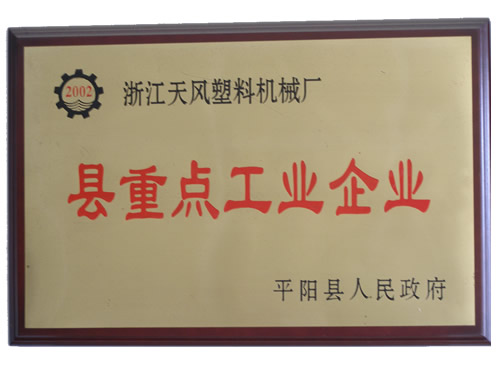 2002
浙江天风塑料机械厂
县重点工业企业
平阳县人民政府